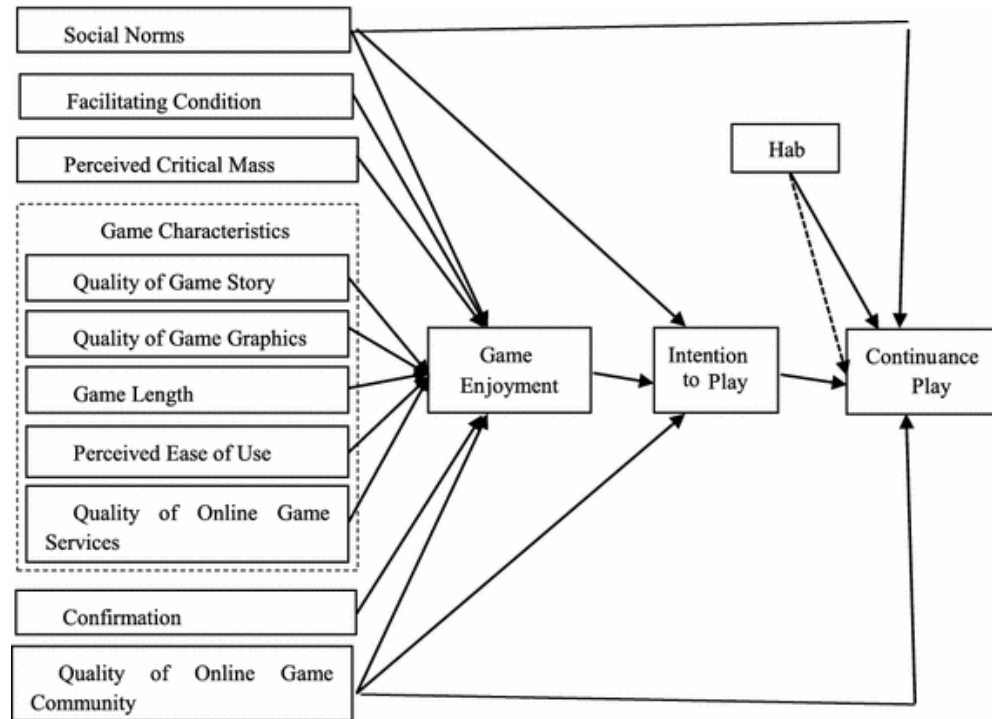 Social Norms
Facilitating Condition
Perceived Critical Mass
Game Characteristics
Quality of Game Story
Quality of Game Graphics
Game Length
Perceived Ease of Use
Quality of Online Game
Services
Confirmation
Quality of Online Game
Community
Game
Enjoyment
Intention
to Play
Hab
Continuance
Play